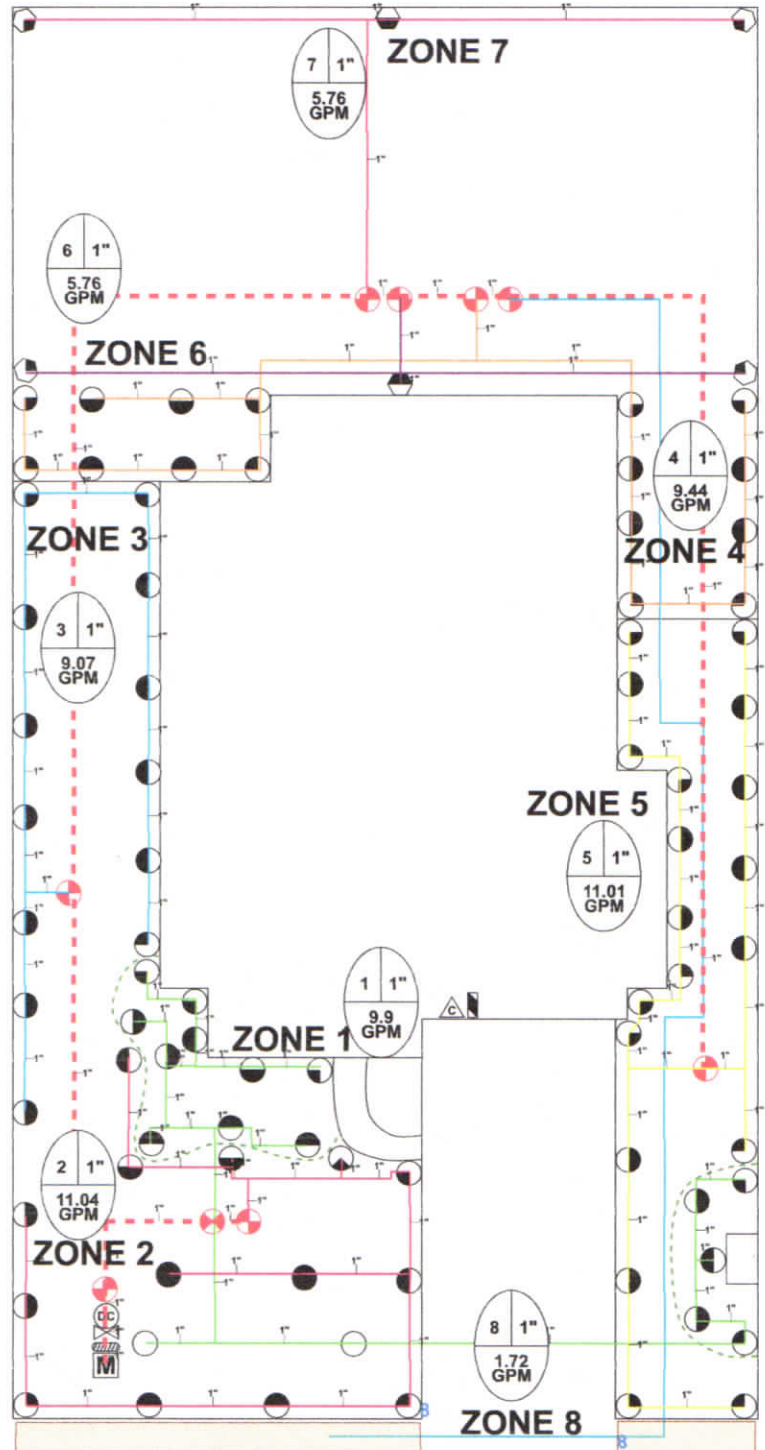 ZONE 7
7 1"
5.76
GPM
6 1"
5.76
GPM
ZONE 6
4 1"
9.44
GPM
ZONE 3
ZONE 4
3 1"
9.07
GPM
ZONE 5
5 1"
11.01
GPM
1 1"
9.9
GPM
C
ZONE 1
2 1"
11.04
GPM
ZONE 2
DC
M
8 1"
1.72
GPM
8
ZONE 8
8